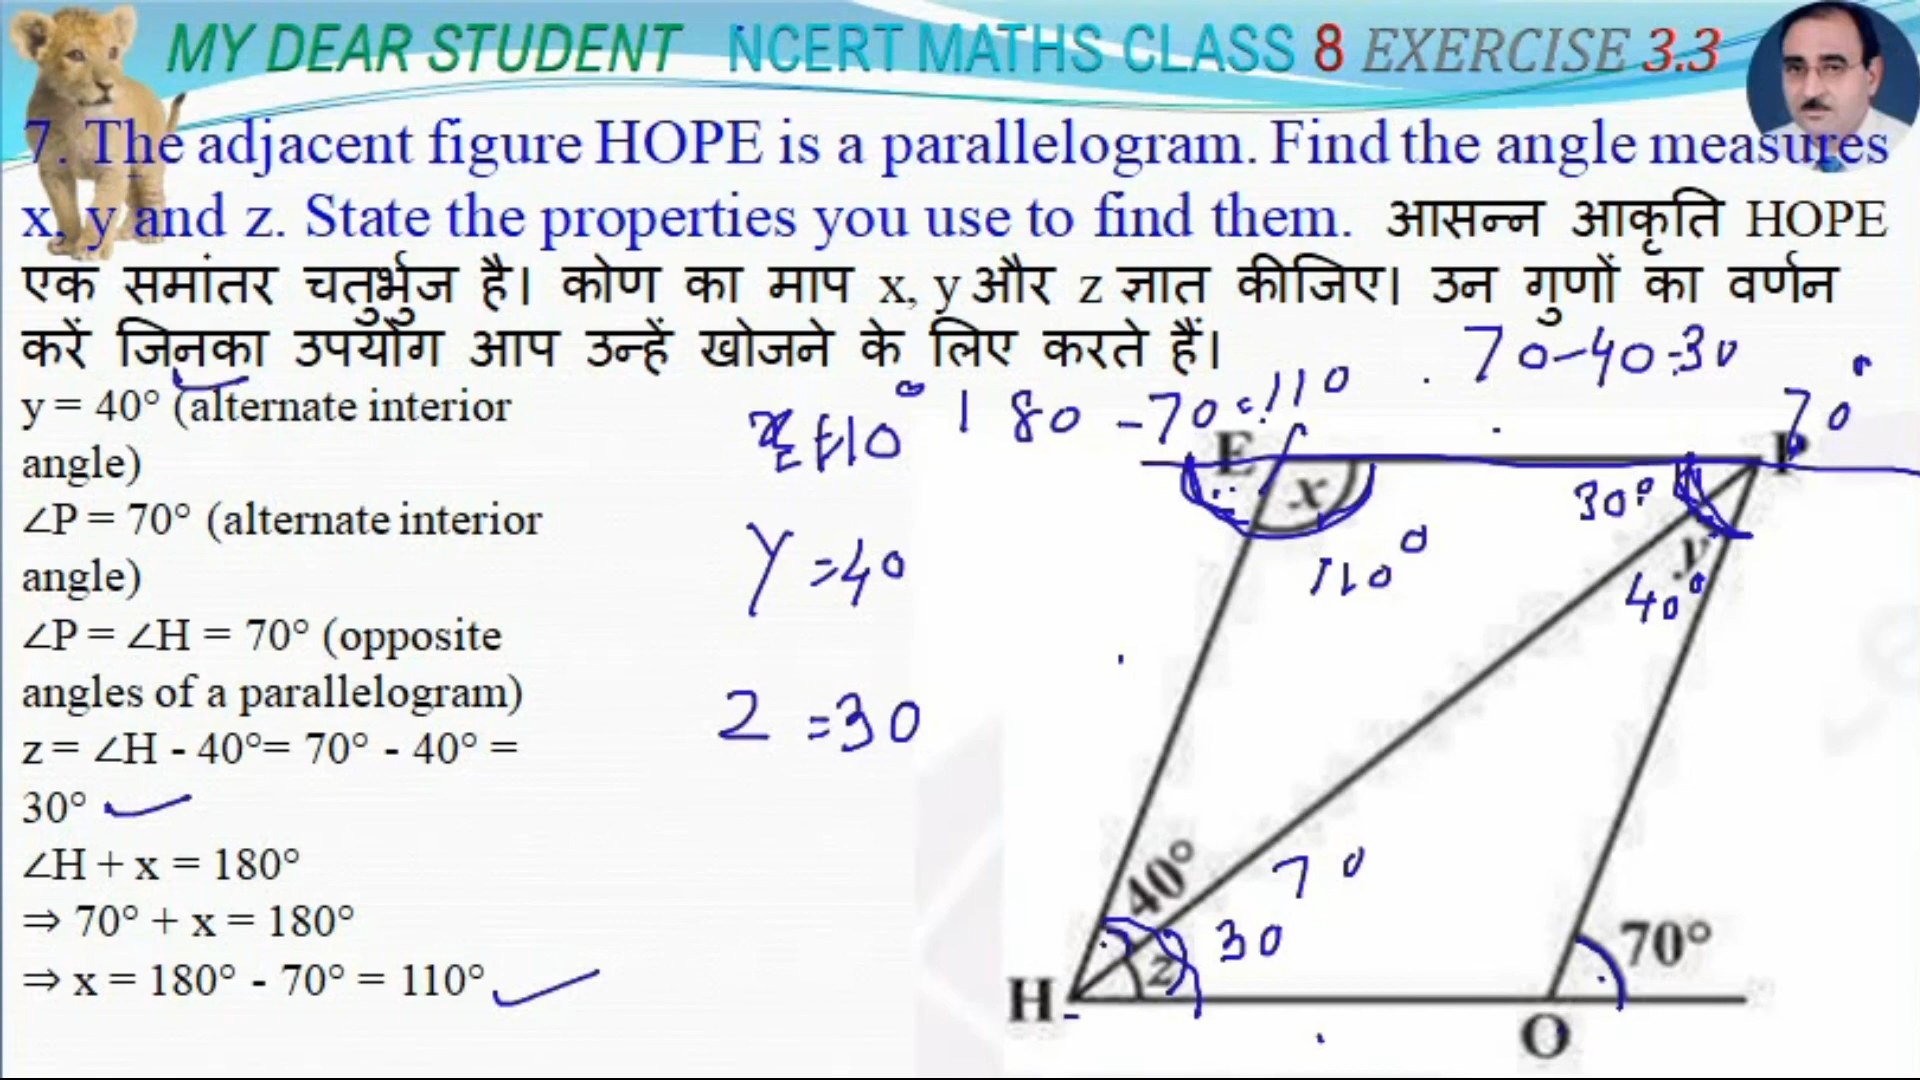 MY DEAR STUDENT NCERT MATHS CLASS 8 EXERCISE 3.3
7. The adjacent figure HOPE is a parallelogram. Find the angle measures
x, y and z. State the properties you use to find them. आसन्न आकृति HOPE
एक समांतर चतुर्भुज है। कोण का माप x, y और z ज्ञात कीजिए। उन गुणों का वर्णन
करें जिनका उपयोग आप उन्हें खोजने के लिए करते हैं।
70-40=30
y = 40° (alternate interior
angle)
∠P = 70° (alternate interior
angle)
∠P = ∠H = 70° (opposite
angles of a parallelogram)
z = ∠H - 40°= 70° - 40° =
30°
∠H + x = 180°
⇒ 70° + x = 180°
⇒ x = 180° - 70° = 110°
180 - 70 = 110
Y = 40
Z = 30
E
x
110°
P
70°
30°
y
40°
40°
70
30
z
H
O
70°